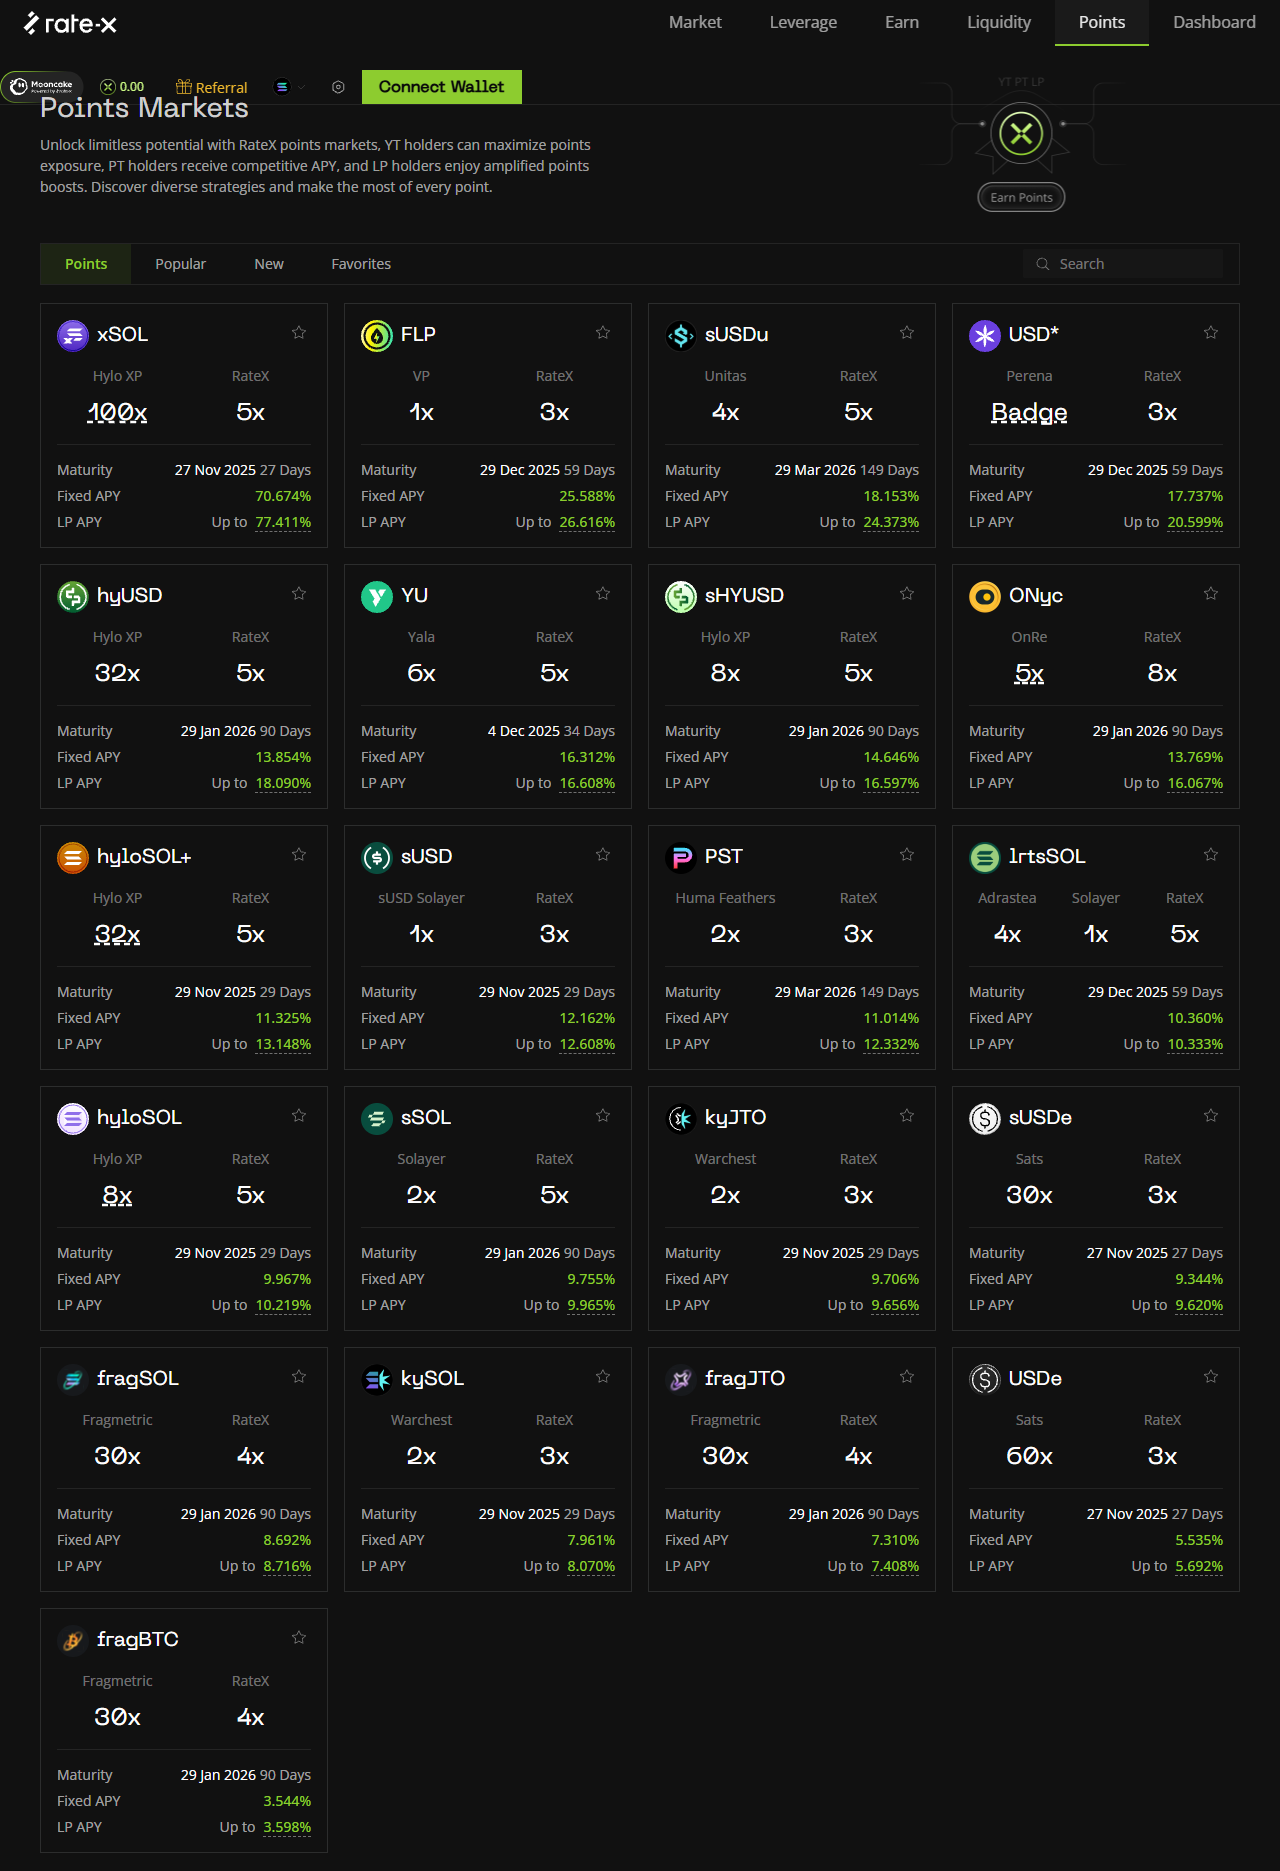 rate-x
Market Leverage Earn Liquidity Points Dashboard
Mooncake
0.00
Referral
Connect Wallet
YT PT LP
Points Markets
Unlock limitless potential with RateX points markets, YT holders can maximize points
exposure, PT holders receive competitive APY, and LP holders enjoy amplified points
boosts. Discover diverse strategies and make the most of every point.
Earn Points
Points Popular New Favorites
Search
xSOL
Hylo XP RateX
100x 5x
Maturity 27 Nov 2025 27 Days
Fixed APY 70.674%
LP APY Up to 77.411%
FLP
VP RateX
1x 3x
Maturity 29 Dec 2025 59 Days
Fixed APY 25.588%
LP APY Up to 26.616%
sUSDu
Unitas RateX
4x 5x
Maturity 29 Mar 2026 149 Days
Fixed APY 18.153%
LP APY Up to 24.373%
USD*
Perena RateX
Badge 3x
Maturity 29 Dec 2025 59 Days
Fixed APY 17.737%
LP APY Up to 20.599%
hyUSD
Hylo XP RateX
32x 5x
Maturity 29 Jan 2026 90 Days
Fixed APY 13.854%
LP APY Up to 18.090%
YU
Yala RateX
6x 5x
Maturity 4 Dec 2025 34 Days
Fixed APY 16.312%
LP APY Up to 16.608%
sHYUSD
Hylo XP RateX
8x 5x
Maturity 29 Jan 2026 90 Days
Fixed APY 14.646%
LP APY Up to 16.597%
ONyc
OnRe RateX
5x 8x
Maturity 29 Jan 2026 90 Days
Fixed APY 13.769%
LP APY Up to 16.067%
hyloSOL+
Hylo XP RateX
32x 5x
Maturity 29 Nov 2025 29 Days
Fixed APY 11.325%
LP APY Up to 13.148%
sUSD
sUSD Solayer RateX
1x 3x
Maturity 29 Nov 2025 29 Days
Fixed APY 12.162%
LP APY Up to 12.608%
PST
Huma Feathers RateX
2x 3x
Maturity 29 Mar 2026 149 Days
Fixed APY 11.014%
LP APY Up to 12.332%
lrtsSOL
Adrastea Solayer RateX
4x 1x 5x
Maturity 29 Dec 2025 59 Days
Fixed APY 10.360%
LP APY Up to 10.333%
hyloSOL
Hylo XP RateX
8x 5x
Maturity 29 Nov 2025 29 Days
Fixed APY 9.967%
LP APY Up to 10.219%
sSOL
Solayer RateX
2x 5x
Maturity 29 Jan 2026 90 Days
Fixed APY 9.755%
LP APY Up to 9.965%
kyJTO
Warchest RateX
2x 3x
Maturity 29 Nov 2025 29 Days
Fixed APY 9.706%
LP APY Up to 9.656%
sUSDe
Sats RateX
30x 3x
Maturity 27 Nov 2025 27 Days
Fixed APY 9.344%
LP APY Up to 9.620%
fragSOL
Fragmetric RateX
30x 4x
Maturity 29 Jan 2026 90 Days
Fixed APY 8.692%
LP APY Up to 8.716%
kySOL
Warchest RateX
2x 3x
Maturity 29 Nov 2025 29 Days
Fixed APY 7.961%
LP APY Up to 8.070%
fragJTO
Fragmetric RateX
30x 4x
Maturity 29 Jan 2026 90 Days
Fixed APY 7.310%
LP APY Up to 7.408%
USDe
Sats RateX
60x 3x
Maturity 27 Nov 2025 27 Days
Fixed APY 5.535%
LP APY Up to 5.692%
fragBTC
Fragmetric RateX
30x 4x
Maturity 29 Jan 2026 90 Days
Fixed APY 3.544%
LP APY Up to 3.598%